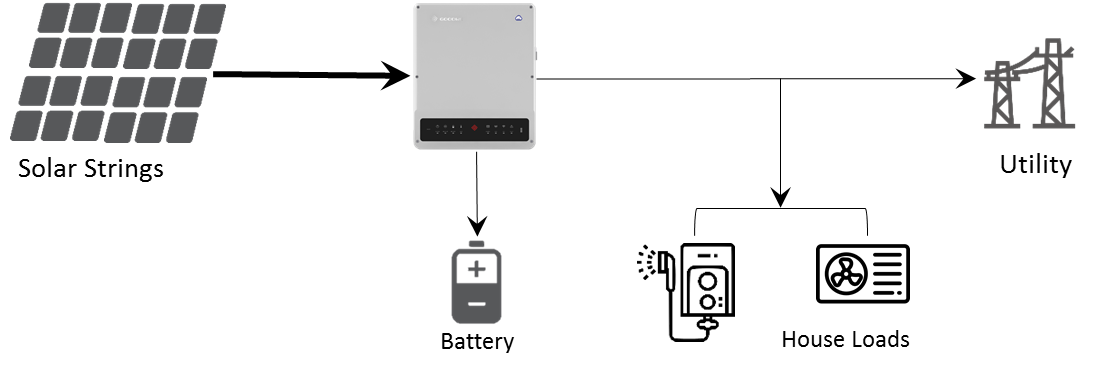 Solar Strings
Utility
Battery
House Loads